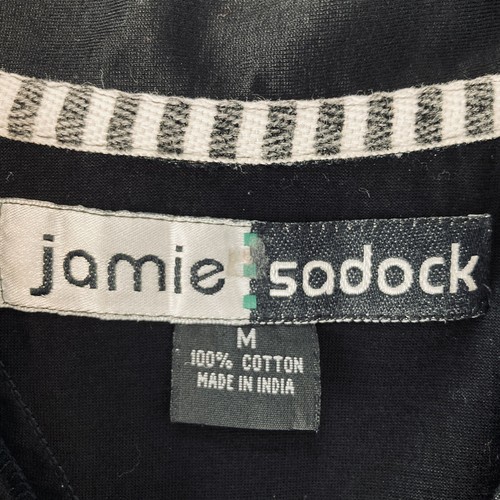 jamie sadock
M
100% COTTON
MADE IN INDIA